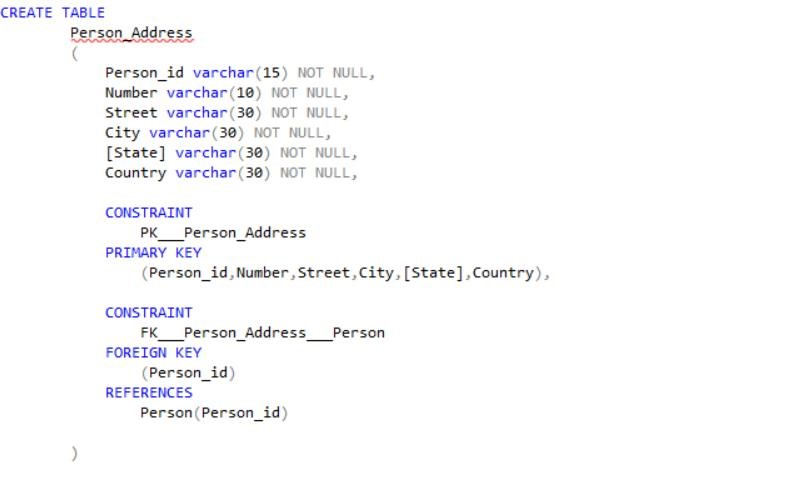 CREATE TABLE
Person_Address
(
Person_id varchar(15) NOT NULL,
Number varchar(10) NOT NULL,
Street varchar(30) NOT NULL,
City varchar(30) NOT NULL,
[State] varchar(30) NOT NULL,
Country varchar(30) NOT NULL,
CONSTRAINT
PK___Person_Address
PRIMARY KEY
(Person_id,Number,Street,City,[State],Country),
CONSTRAINT
FK___Person_Address___Person
FOREIGN KEY
(Person_id)
REFERENCES
Person(Person_id)
)